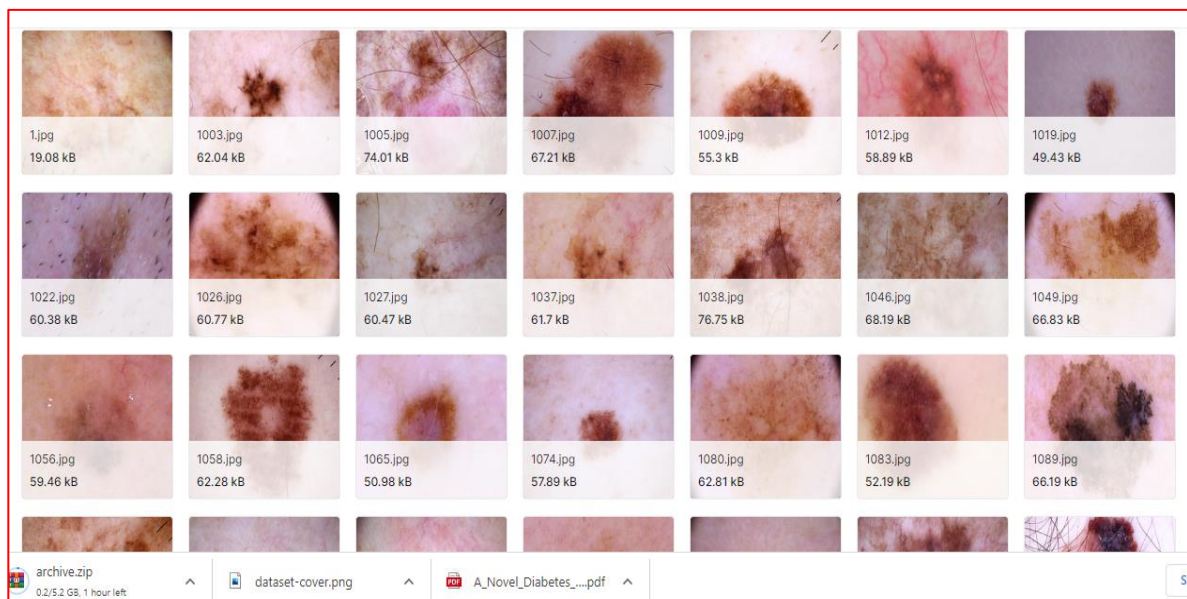 1.jpg
19.08 kB
1003.jpg
62.04 kB
1005.jpg
74.01 kB
1007.jpg
67.21 kB
1009.jpg
55.3 kB
1012.jpg
58.89 kB
1019.jpg
49.43 kB
1022.jpg
60.38 kB
1026.jpg
60.77 kB
1027.jpg
60.47 kB
1037.jpg
61.7 kB
1038.jpg
76.75 kB
1046.jpg
68.19 kB
1049.jpg
66.83 kB
1056.jpg
59.46 kB
1058.jpg
62.28 kB
1065.jpg
50.98 kB
1074.jpg
57.89 kB
1080.jpg
62.81 kB
1083.jpg
52.19 kB
1089.jpg
66.19 kB
archive.zip
0.2/5.2 GB, 1 hour left
dataset-cover.png
PDF
A_Novel_Diabetes_....pdf
S